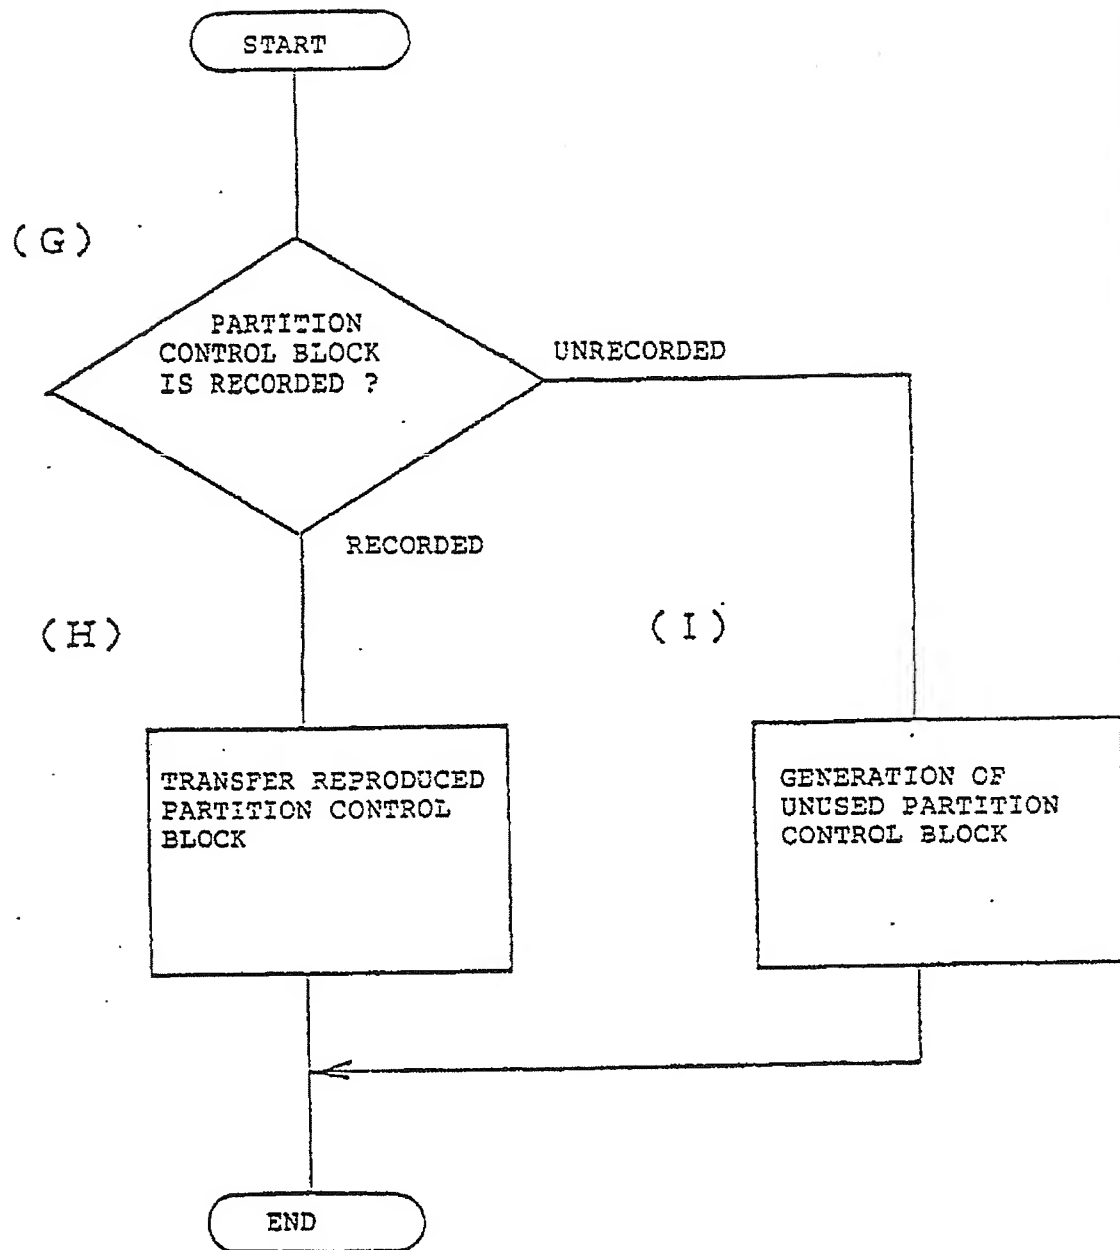 START
(G)
PARTITION
CONTROL BLOCK
IS RECORDED ?
UNRECORDED
RECORDED
(H)
(I)
TRANSFER REPRODUCED
PARTITION CONTROL
BLOCK
GENERATION OF
UNUSED PARTITION
CONTROL BLOCK
END